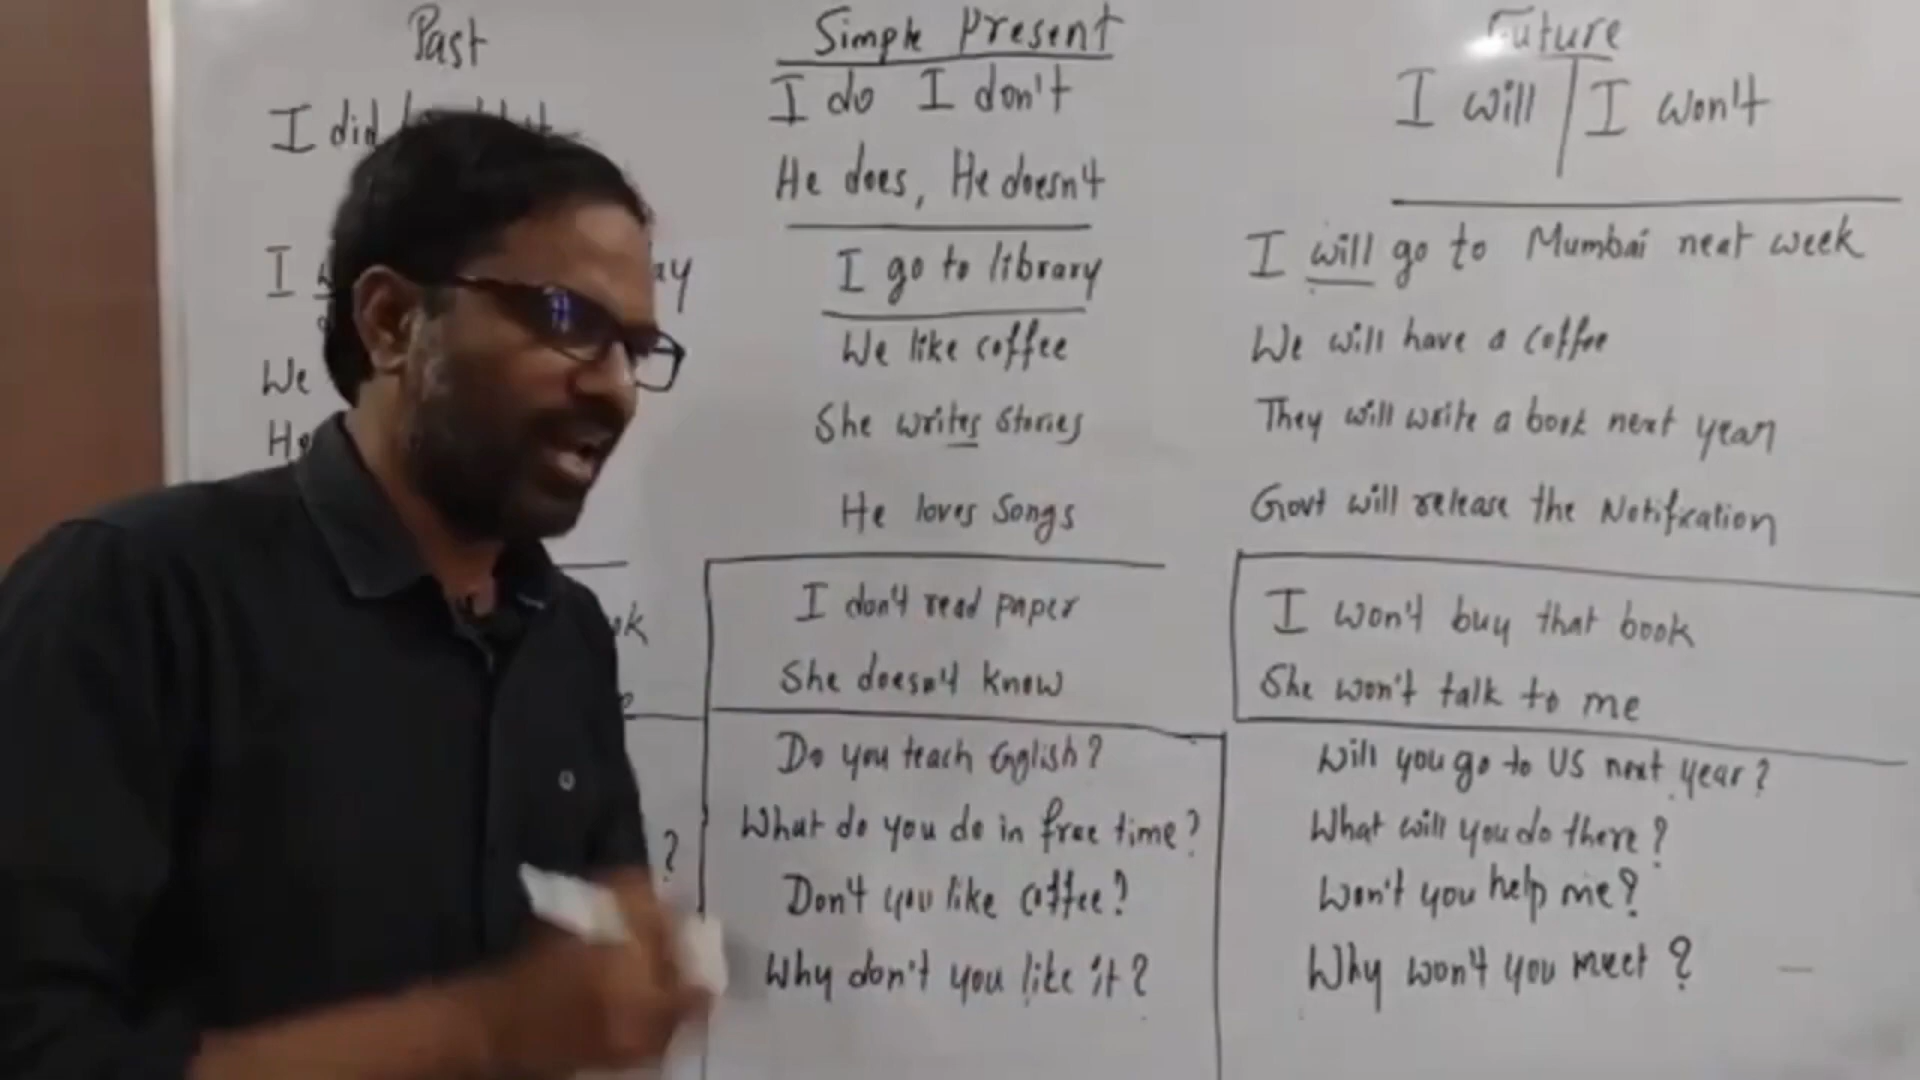 Past
I did
I
ay
We
He
ok
?
Simple Present
I do I don't
He does, He doesn't
I go to library
We like coffee
She writes stories
He loves songs
I don't read paper
She doesn't know
Do you teach English?
What do you do in free time?
Don't you like coffee?
Why don't you like it?
Future
I will / I won't
I will go to Mumbai next week
We will have a coffee
They will write a book next year
Govt will release the Notification
I won't buy that book
She won't talk to me
Will you go to US next year?
What will you do there?
Won't you help me?
Why won't you meet?